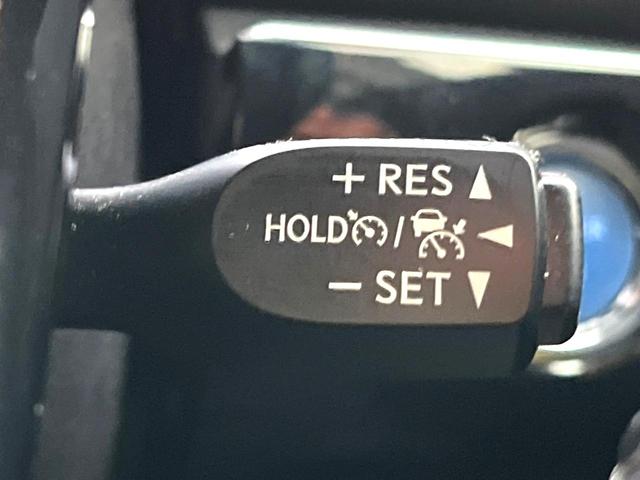 + RES
HOLD /
− SET